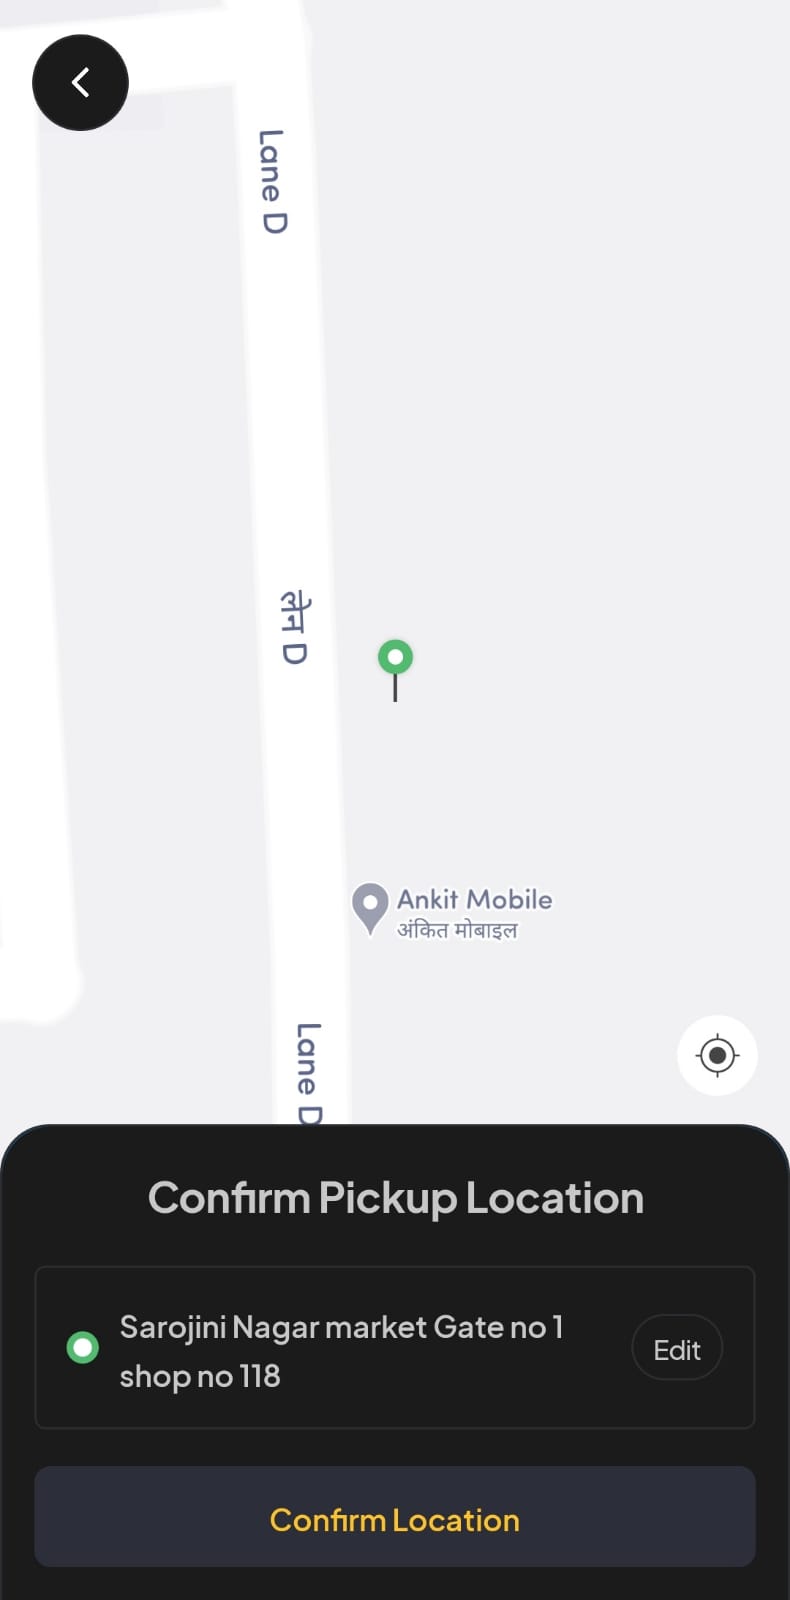 Lane D
लेन D
Ankit Mobile
अंकित मोबाइल
Lane D
Confirm Pickup Location
Sarojini Nagar market Gate no 1
shop no 118
Edit
Confirm Location